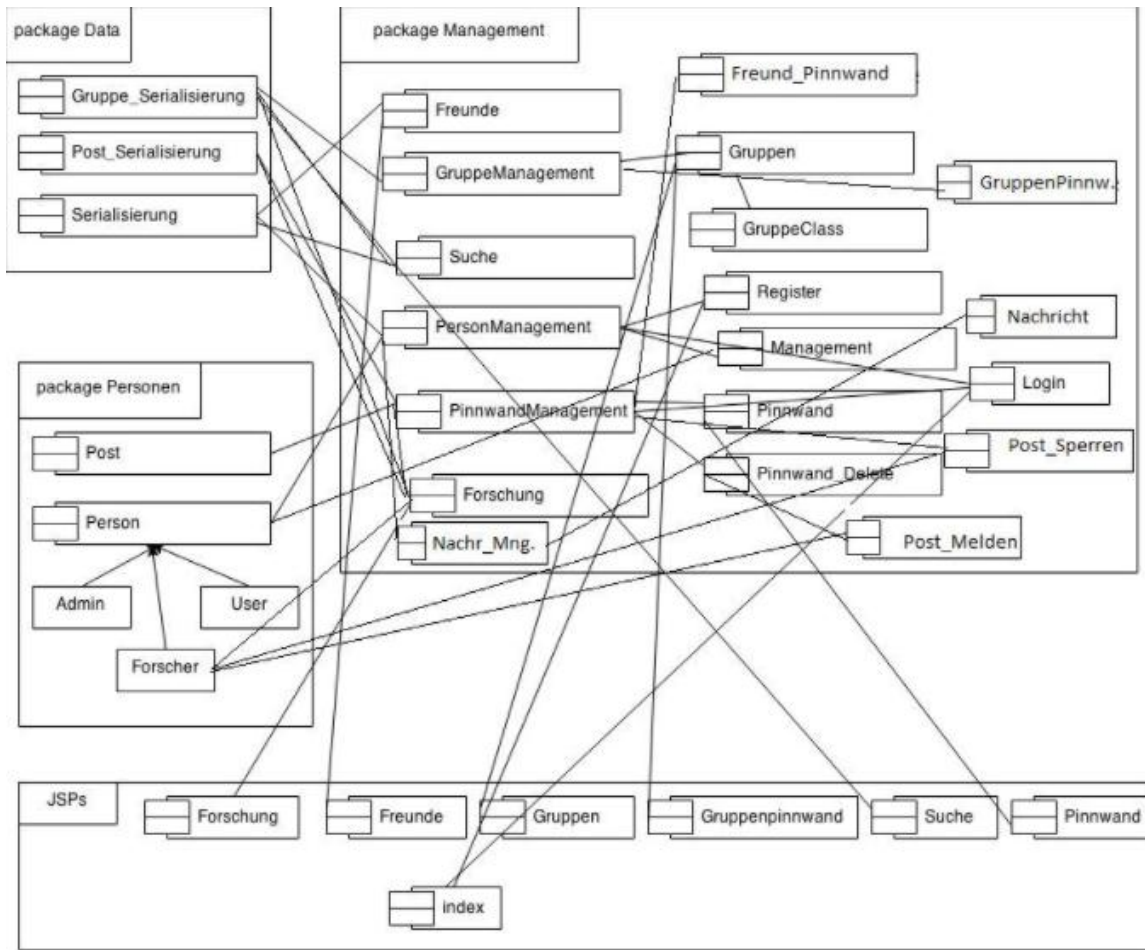 package Data
Gruppe_Serialisierung
Post_Serialisierung
Serialisierung
package Management
Freund_Pinnwand
Freunde
Gruppen
GruppeManagement
GruppenPinnw.
GruppeClass
Suche
Register
Nachricht
PersonManagement
Management
Login
PinnwandManagement
Pinnwand
Post_Sperren
Pinnwand_Delete
Forschung
Nachr_Mng.
Post_Melden
package Personen
Post
Person
Admin
User
Forscher
JSPs
Forschung
Freunde
Gruppen
Gruppenpinnwand
Suche
Pinnwand
index